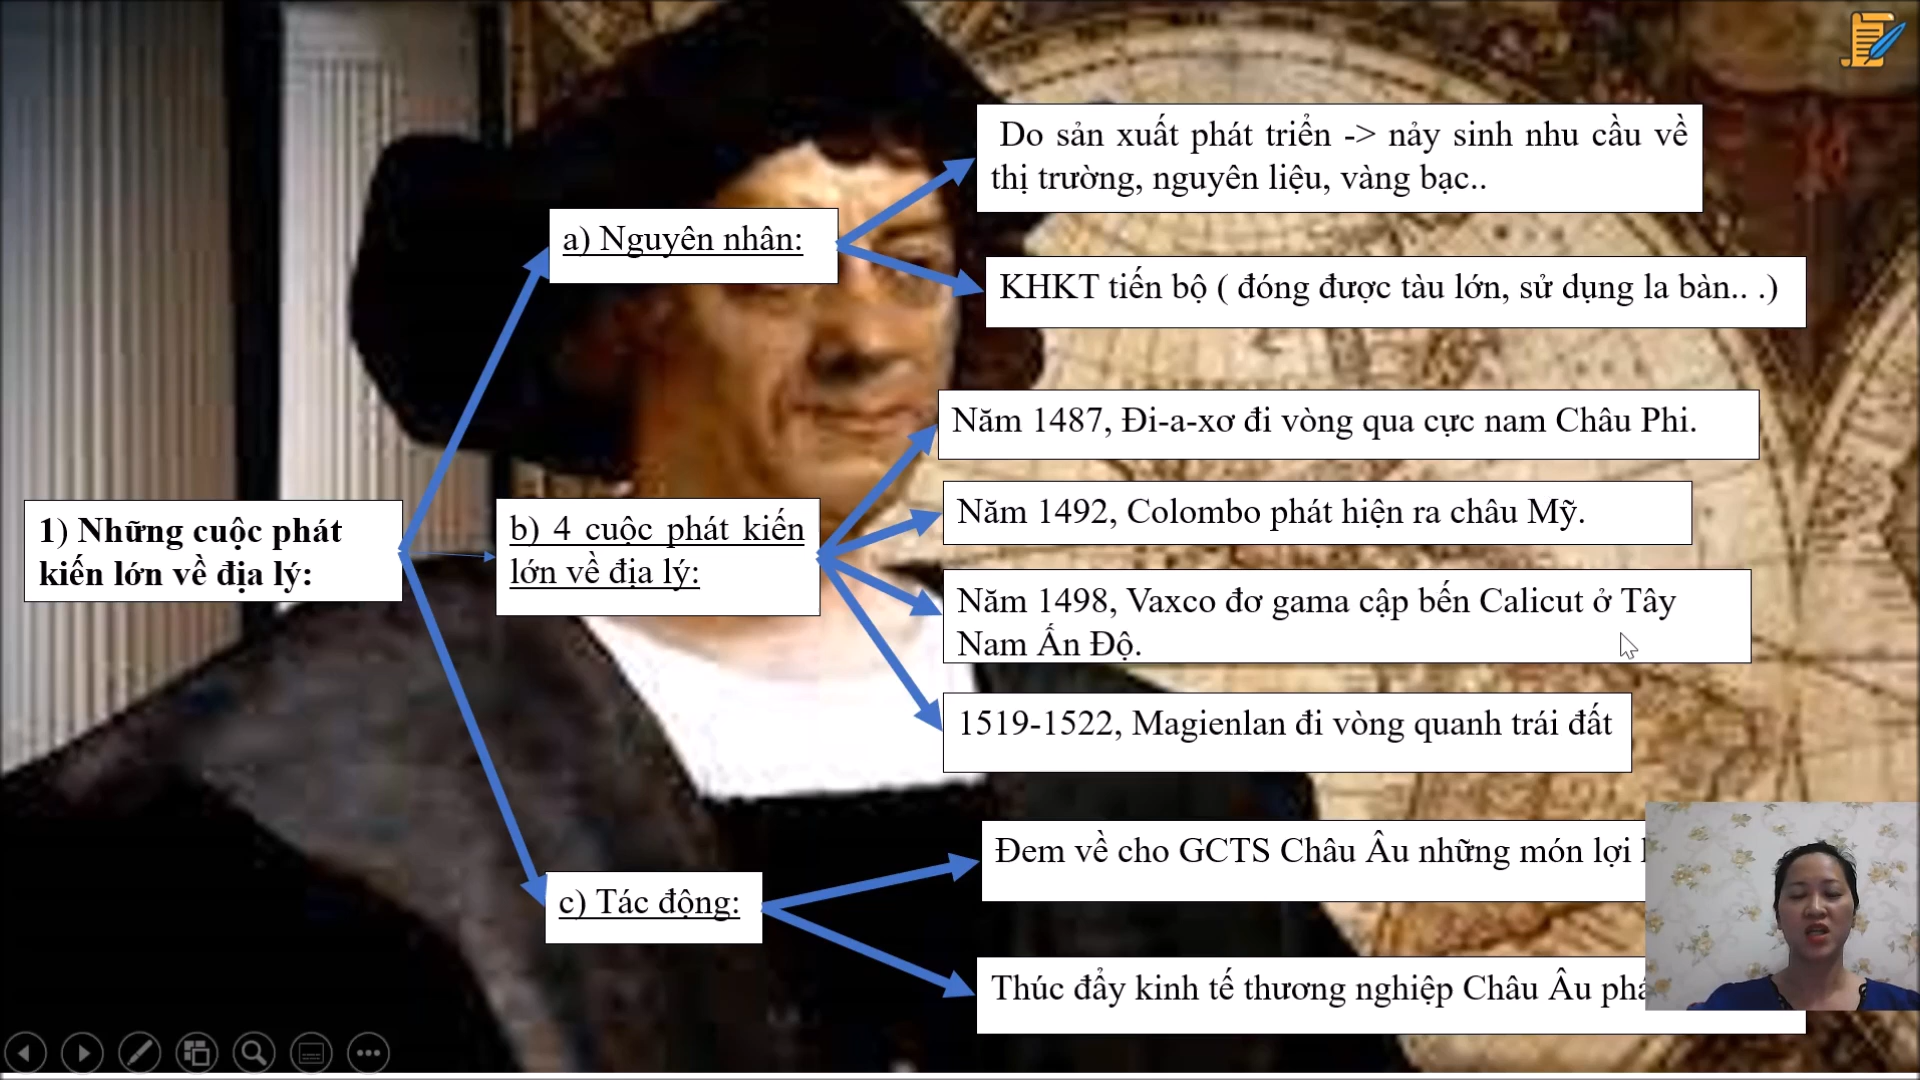 1) Những cuộc phát
kiến lớn về địa lý:
a) Nguyên nhân:
Do sản xuất phát triển -> nảy sinh nhu cầu về
thị trường, nguyên liệu, vàng bạc..
KHKT tiến bộ ( đóng được tàu lớn, sử dụng la bàn.. .)
b) 4 cuộc phát kiến
lớn về địa lý:
Năm 1487, Đi-a-xơ đi vòng qua cực nam Châu Phi.
Năm 1492, Colombo phát hiện ra châu Mỹ.
Năm 1498, Vaxco đơ gama cập bến Calicut ở Tây
Nam Ấn Độ.
1519-1522, Magienlan đi vòng quanh trái đất
c) Tác động:
Đem về cho GCTS Châu Âu những món lợi
Thúc đẩy kinh tế thương nghiệp Châu Âu